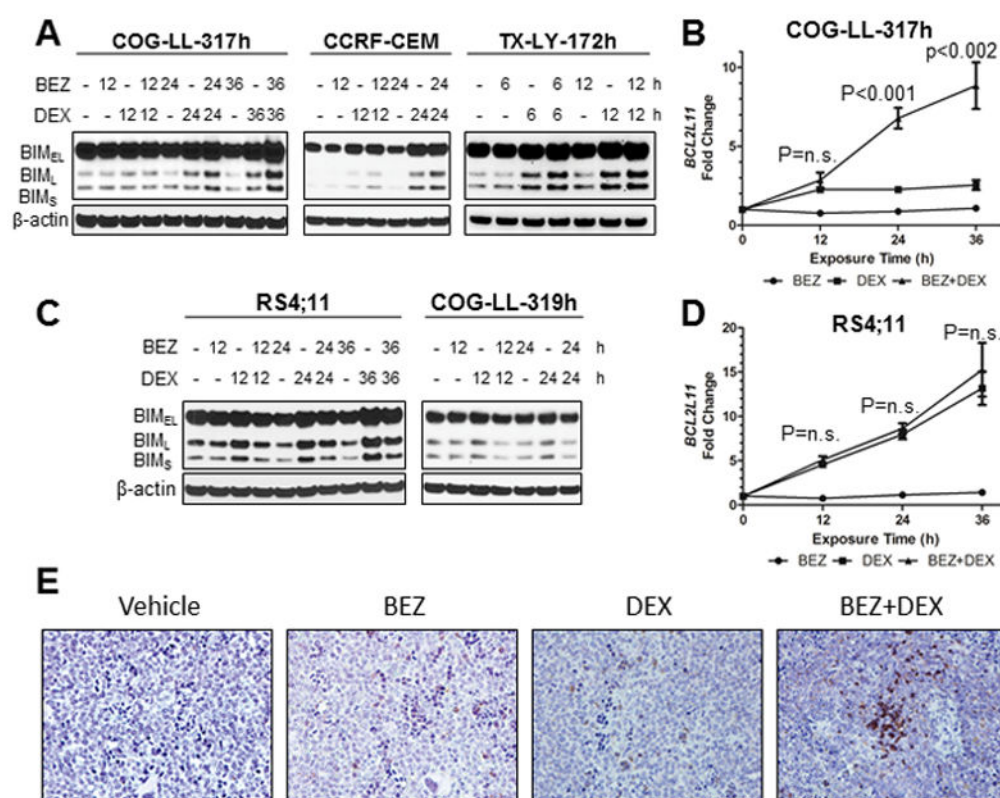 A
COG-LL-317h CCRF-CEM TX-LY-172h
BEZ - 12 - 12 24 - 24 36 - 36 - 12 - 12 24 - 24 - 6 - 6 12 - 12 h
DEX - - 12 12 - 24 24 - 36 36 - - 12 12 - 24 24 - - 6 6 - 12 12 h
BIMEL
BIML
BIMS
β-actin
B
COG-LL-317h
BCL2L11
Fold Change
10
5
0
P=n.s.
P<0.001
p<0.002
0 12 24 36
Exposure Time (h)
BEZ DEX BEZ+DEX
C
RS4;11 COG-LL-319h
BEZ - 12 - 12 24 - 24 36 - 36 - 12 - 12 24 - 24 h
DEX - - 12 12 - 24 24 - 36 36 - - 12 12 - 24 24 h
BIMEL
BIML
BIMS
β-actin
D
RS4;11
BCL2L11
Fold Change
20
15
10
5
0
P=n.s.
P=n.s.
P=n.s.
0 12 24 36
Exposure Time (h)
BEZ DEX BEZ+DEX
E
Vehicle BEZ DEX BEZ+DEX